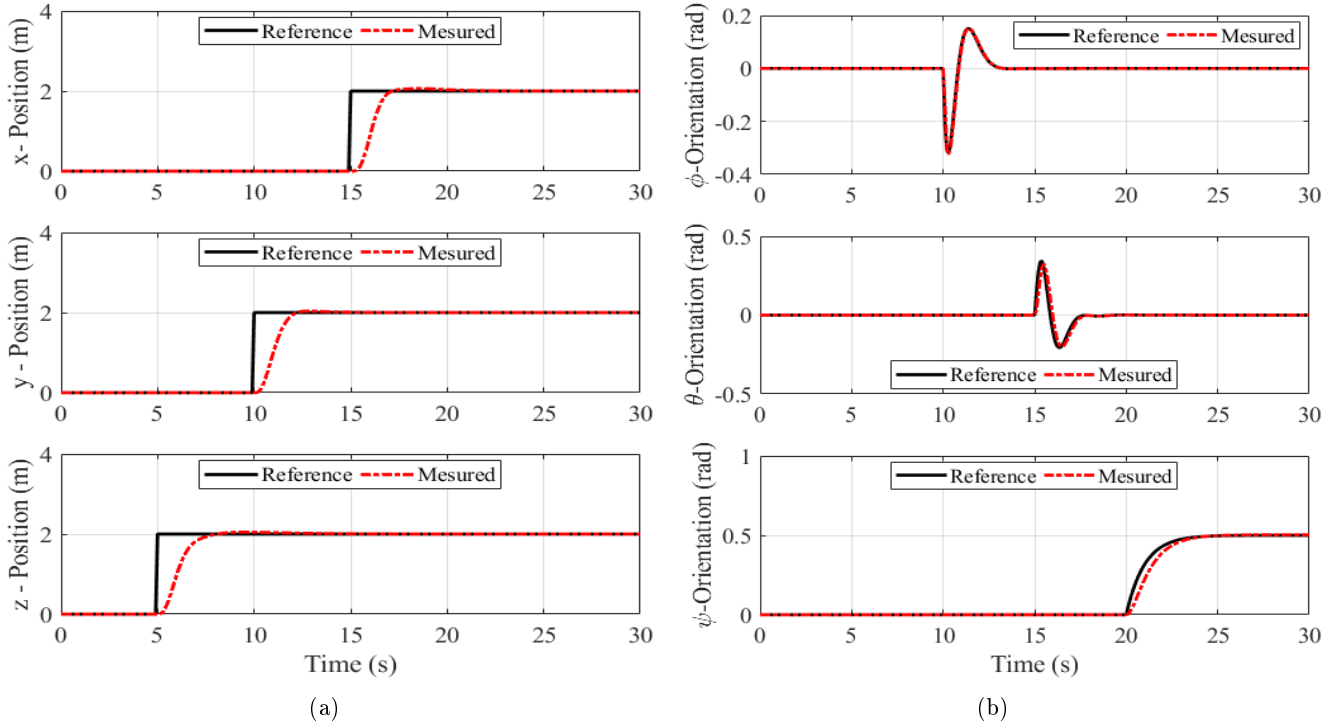 x- Position (m)
4
2
0
Reference Mesured
0 5 10 15 20 25 30
y - Position (m)
4
2
0
Reference Mesured
0 5 10 15 20 25 30
z - Position (m)
4
2
0
Reference Mesured
0 5 10 15 20 25 30
Time (s)
(a)
ϕ-Orientation (rad)
0.2
0
-0.2
-0.4
Reference Mesured
0 5 10 15 20 25 30
θ-Orientation (rad)
0.5
0
-0.5
Reference Mesured
0 5 10 15 20 25 30
ψ-Orientation (rad)
1
0.5
0
Reference Mesured
0 5 10 15 20 25 30
Time (s)
(b)